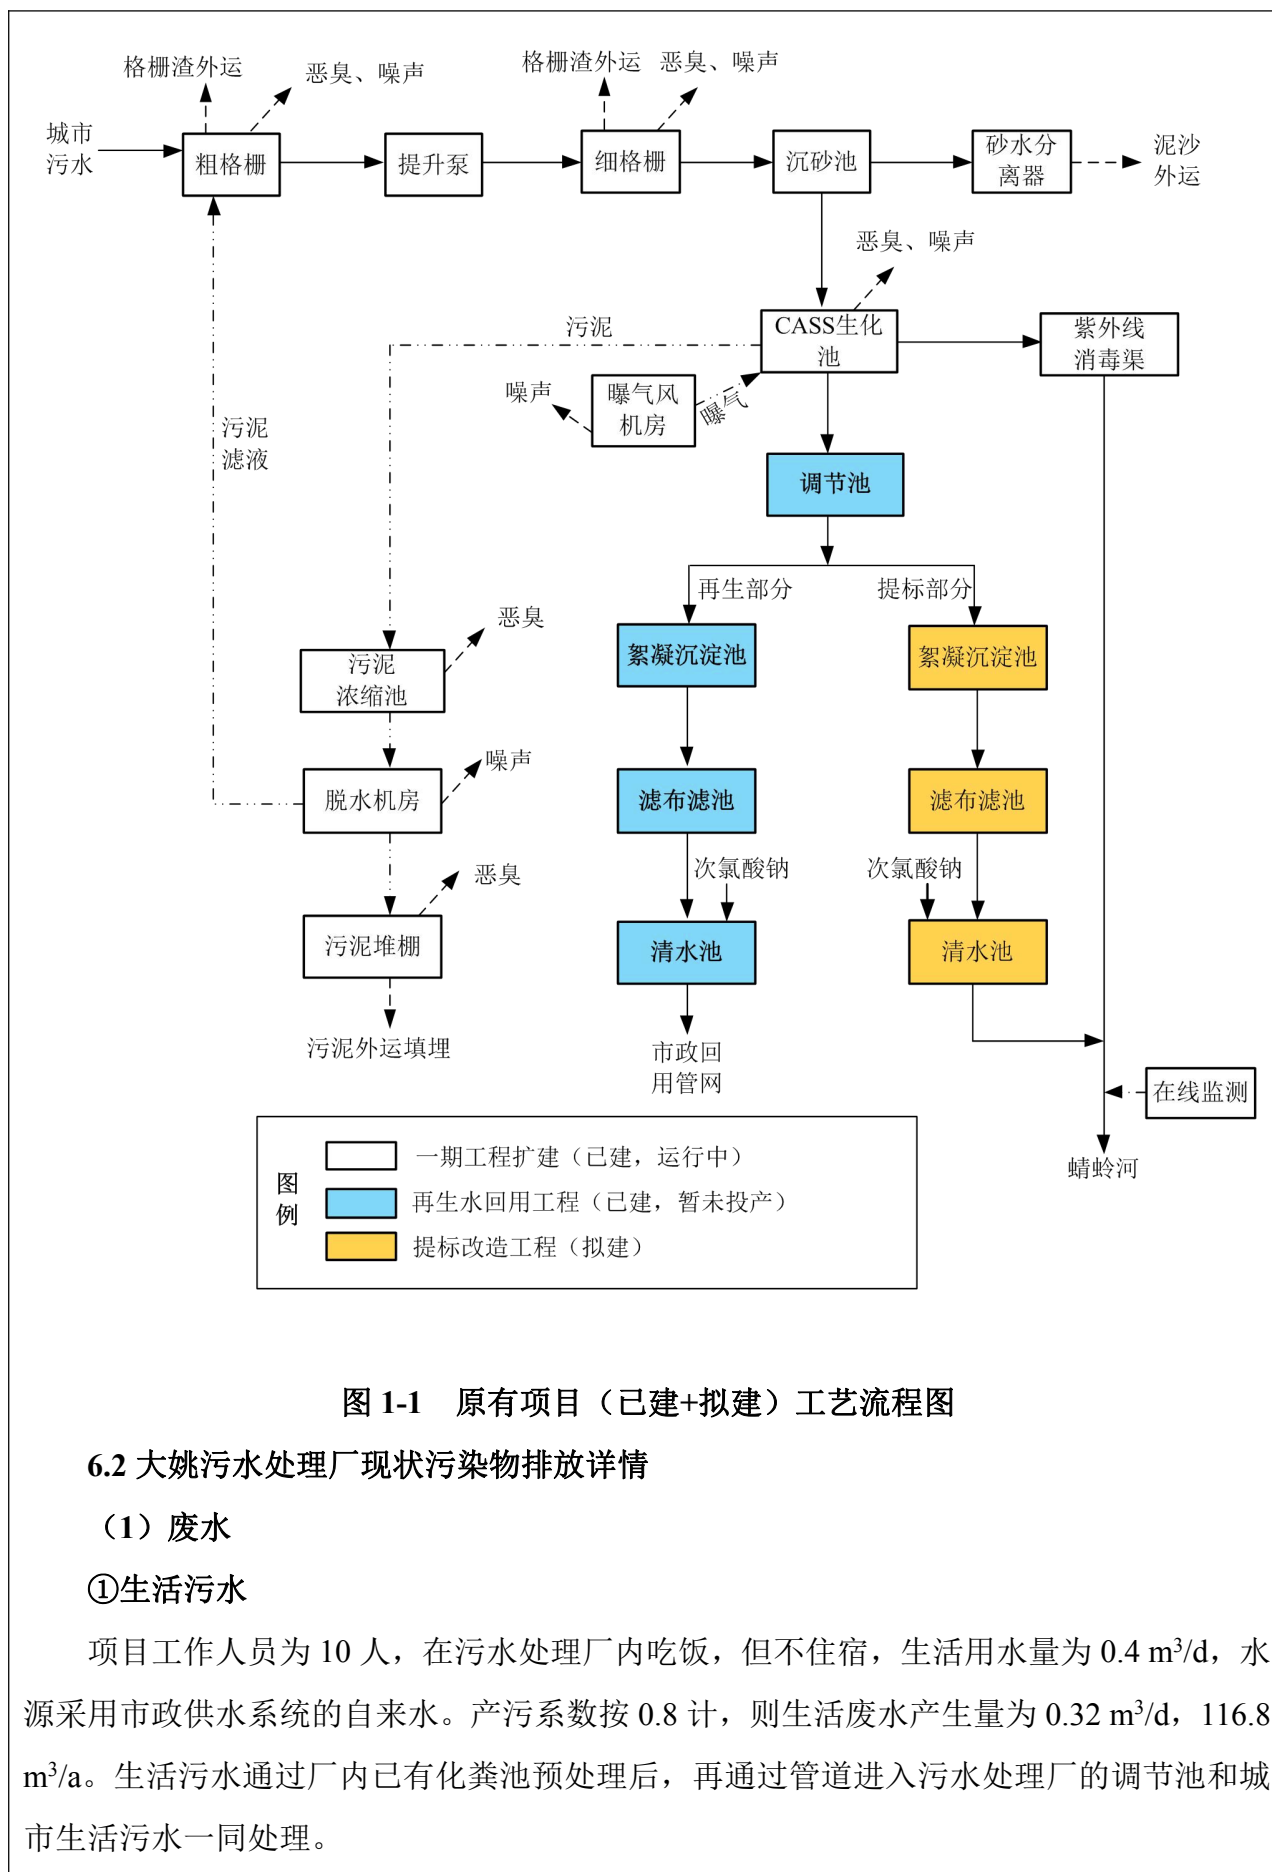 格栅渣外运
恶臭、噪声
格栅渣外运
恶臭、噪声
城市
污水
粗格栅
提升泵
细格栅
沉砂池
砂水分
离器
泥沙
外运
恶臭、噪声
污泥
CASS生化
池
紫外线
消毒渠
噪声
曝气风
机房
曝气
污泥
滤液
调节池
再生部分
提标部分
恶臭
絮凝沉淀池
絮凝沉淀池
污泥
浓缩池
噪声
脱水机房
滤布滤池
滤布滤池
恶臭
次氯酸钠
次氯酸钠
污泥堆棚
清水池
清水池
污泥外运填埋
市政回
用管网
在线监测
蜻蛉河
图
例
一期工程扩建（已建，运行中）
再生水回用工程（已建，暂未投产）
提标改造工程（拟建）
图 1-1 原有项目（已建+拟建）工艺流程图
6.2 大姚污水处理厂现状污染物排放详情
（1）废水
①生活污水
项目工作人员为 10 人，在污水处理厂内吃饭，但不住宿，生活用水量为 0.4 m³/d，水
源采用市政供水系统的自来水。产污系数按 0.8 计，则生活废水产生量为 0.32 m³/d，116.8
m³/a。生活污水通过厂内已有化粪池预处理后，再通过管道进入污水处理厂的调节池和城
市生活污水一同处理。